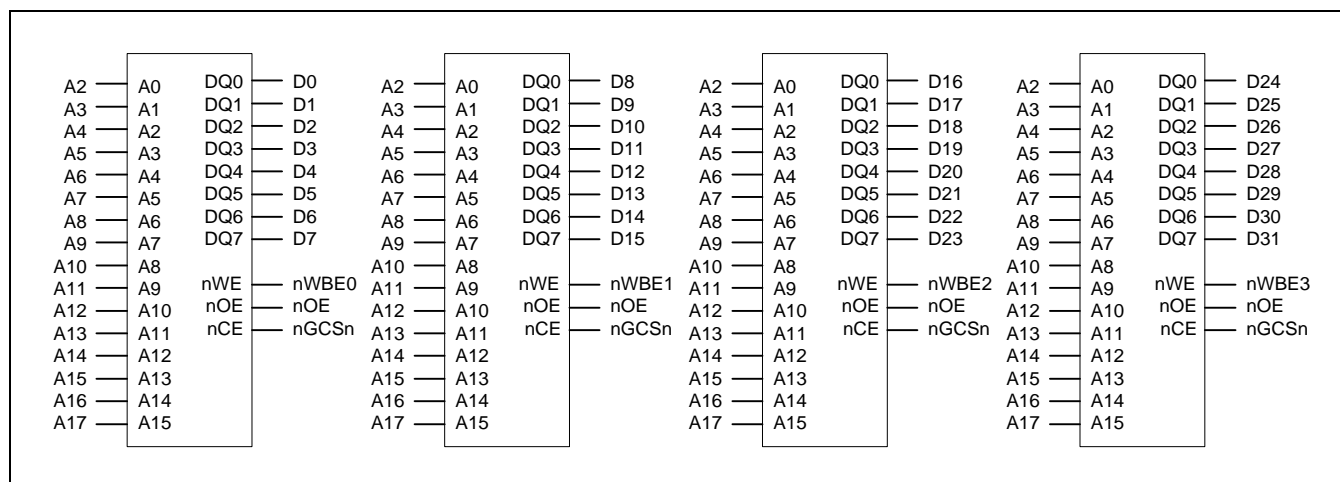 A2 A0 DQ0 D0 A2 A0 DQ0 D8 A2 A0 DQ0 D16 A2 A0 DQ0 D24
A3 A1 DQ1 D1 A3 A1 DQ1 D9 A3 A1 DQ1 D17 A3 A1 DQ1 D25
A4 A2 DQ2 D2 A4 A2 DQ2 D10 A4 A2 DQ2 D18 A4 A2 DQ2 D26
A5 A3 DQ3 D3 A5 A3 DQ3 D11 A5 A3 DQ3 D19 A5 A3 DQ3 D27
A6 A4 DQ4 D4 A6 A4 DQ4 D12 A6 A4 DQ4 D20 A6 A4 DQ4 D28
A7 A5 DQ5 D5 A7 A5 DQ5 D13 A7 A5 DQ5 D21 A7 A5 DQ5 D29
A8 A6 DQ6 D6 A8 A6 DQ6 D14 A8 A6 DQ6 D22 A8 A6 DQ6 D30
A9 A7 DQ7 D7 A9 A7 DQ7 D15 A9 A7 DQ7 D23 A9 A7 DQ7 D31
A10 A8 A10 A8 A10 A8 A10 A8
A11 A9 nWE nWBE0 A11 A9 nWE nWBE1 A11 A9 nWE nWBE2 A11 A9 nWE nWBE3
A12 A10 nOE nOE A12 A10 nOE nOE A12 A10 nOE nOE A12 A10 nOE nOE
A13 A11 nCE nGCSn A13 A11 nCE nGCSn A13 A11 nCE nGCSn A13 A11 nCE nGCSn
A14 A12 A14 A12 A14 A12 A14 A12
A15 A13 A15 A13 A15 A13 A15 A13
A16 A14 A16 A14 A16 A14 A16 A14
A17 A15 A17 A15 A17 A15 A17 A15